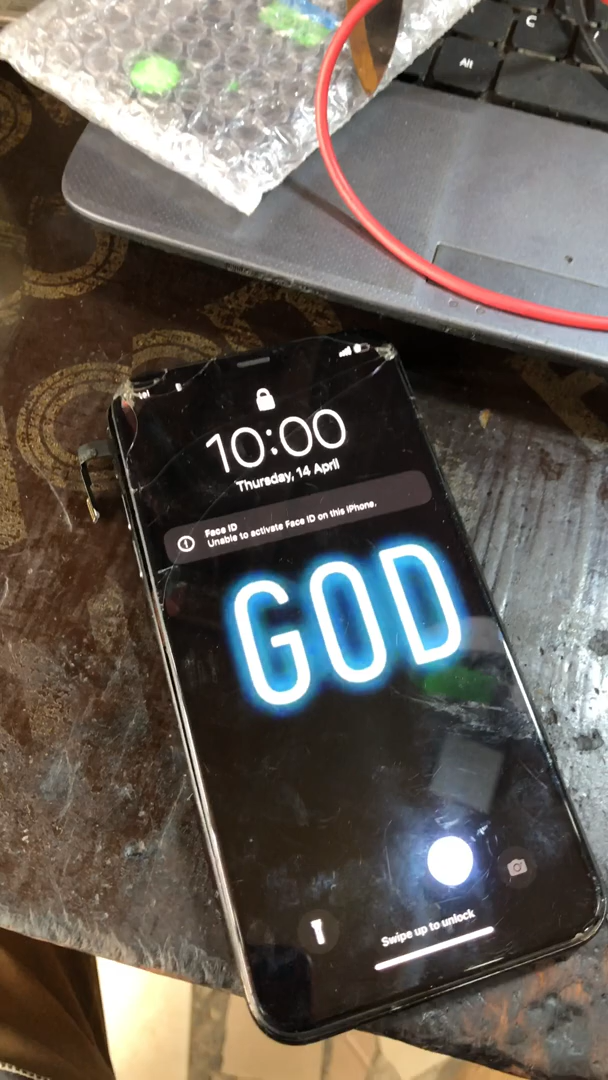 C
Alt
10:00
Thursday, 14 April
Face ID
Unable to activate Face ID on this iPhone.
GOD
Swipe up to unlock